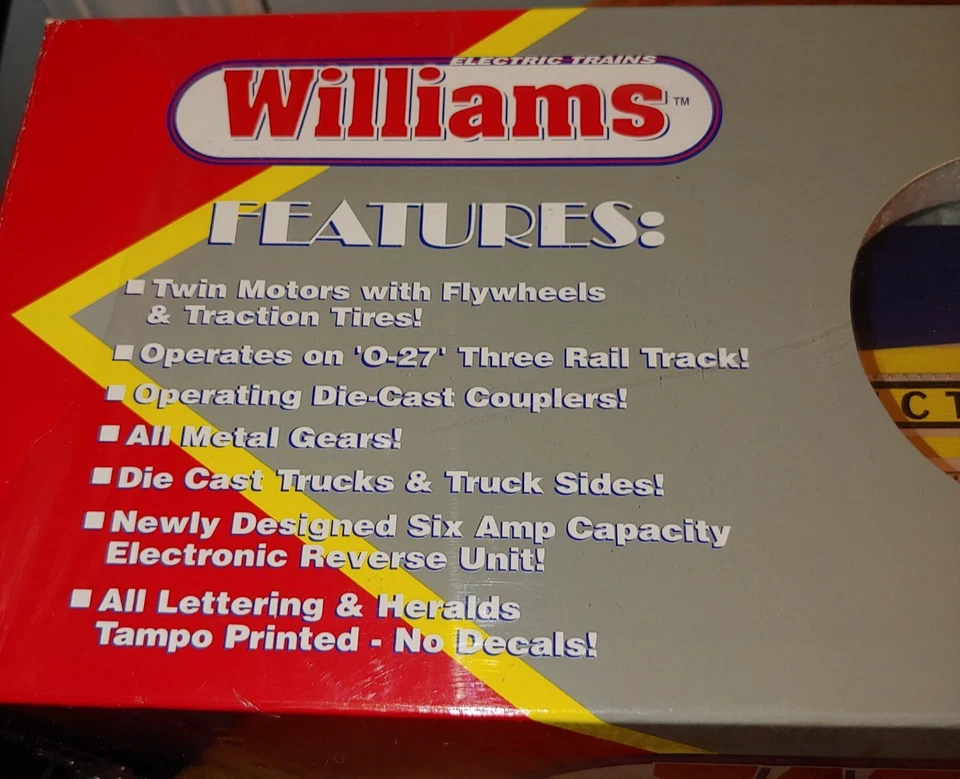 ELECTRIC TRAINS
Williams™
FEATURES:
■ Twin Motors with Flywheels
& Traction Tires!
■ Operates on 'O-27' Three Rail Track!
■ Operating Die-Cast Couplers!
■ All Metal Gears!
■ Die Cast Trucks & Truck Sides!
■ Newly Designed Six Amp Capacity
Electronic Reverse Unit!
■ All Lettering & Heralds
Tampo Printed - No Decals!
CT